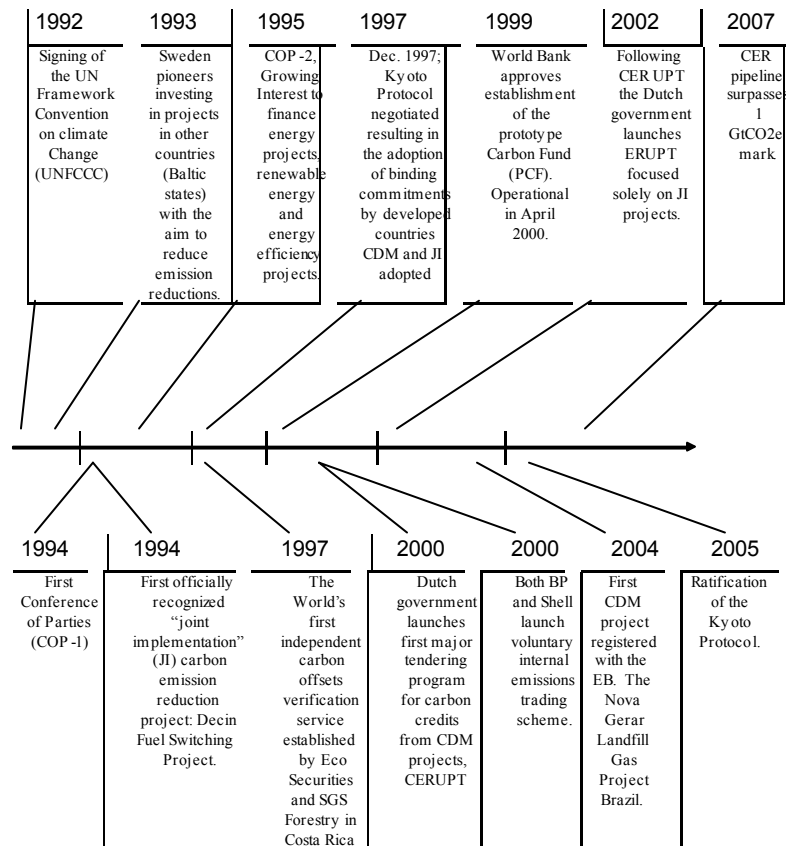 1992
Signing of
the UN
Framework
Convention
on climate
Change
(UNFCCC)
1993
Sweden
pioneers
investing
in projects
in other
countries
(Baltic
states)
with the
aim to
reduce
emission
reductions.
1995
COP -2,
Growing
Interest to
finance
energy
projects,
renewable
energy
and
energy
efficiency
projects.
1997
Dec. 1997;
Kyoto
Protocol
negotiated
resulting in
the adoption
of binding
commitments
by developed
countries
CDM and JI
adopted
1999
World Bank
approves
establishment
of the
prototype
Carbon Fund
(PCF).
Operational
in April
2000.
2002
Following
CER UPT
the Dutch
government
launches
ERUPT
focused
solely on JI
projects.
2007
CER
pipeline
surpasses
1
GtCO2e
mark
1994
First
Conference
of Parties
(COP -1)
1994
First officially
recognized
“joint
implementation”
(JI) carbon
emission
reduction
project: Decin
Fuel Switching
Project.
1997
The
World’s
first
independent
carbon
offsets
verification
service
established
by Eco
Securities
and SGS
Forestry in
Costa Rica
2000
Dutch
government
launches
first major
tendering
program
for carbon
credits
from CDM
projects,
CERUPT
2000
Both BP
and Shell
launch
voluntary
internal
emissions
trading
scheme.
2004
First
CDM
project
registered
with the
EB. The
Nova
Gerar
Landfill
Gas
Project
Brazil.
2005
Ratification
of the
Kyoto
Protocol.